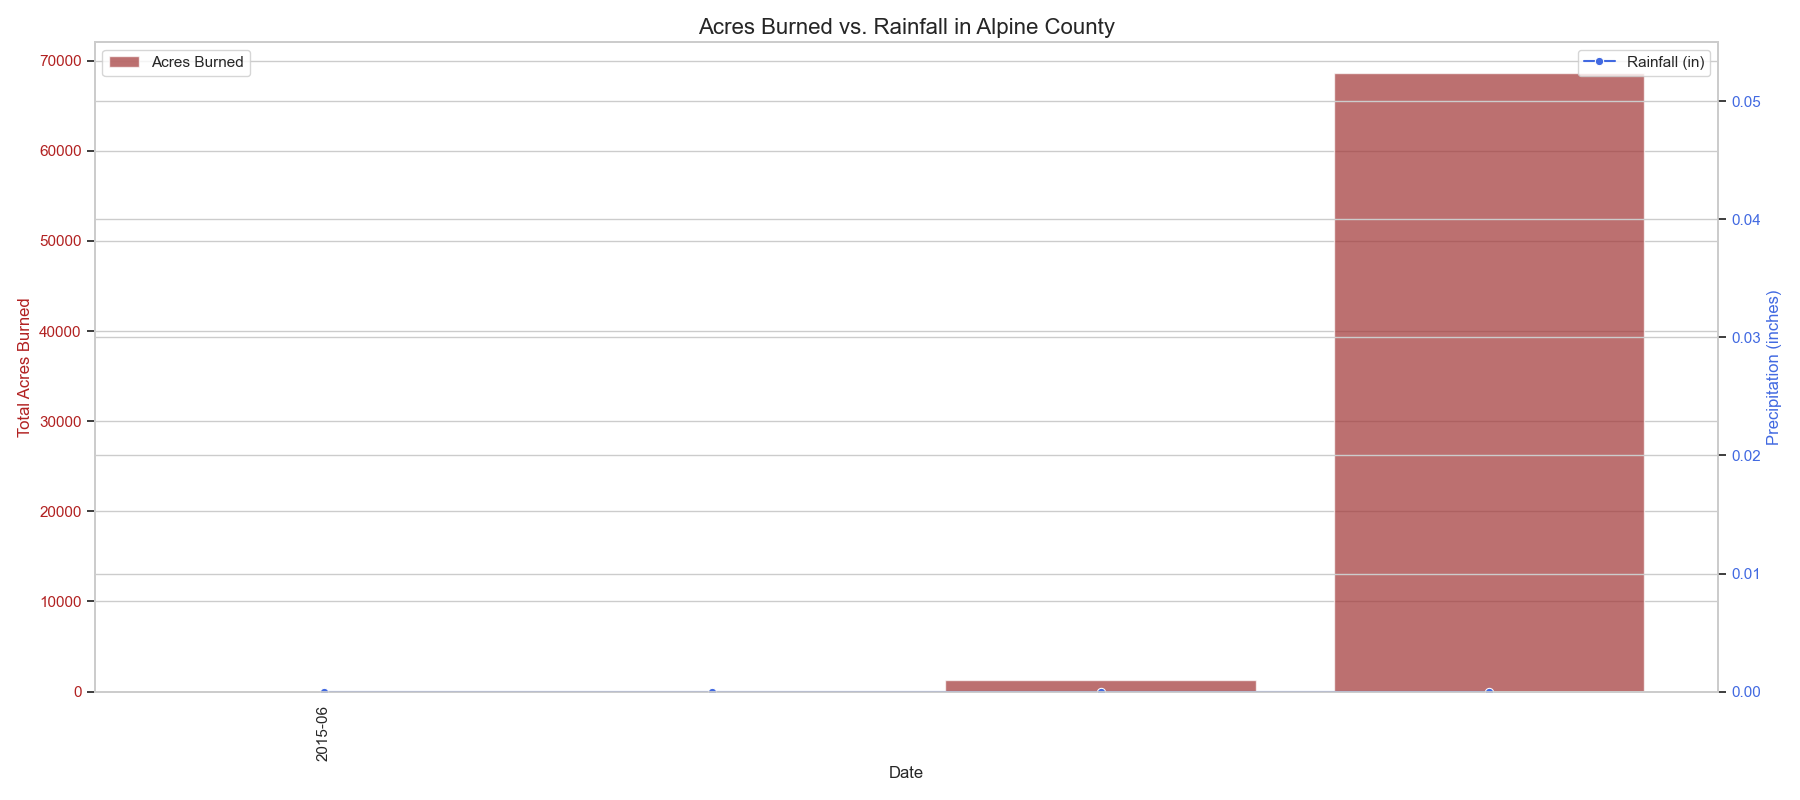 Acres Burned vs. Rainfall in Alpine County
Acres Burned
Rainfall (in)
Total Acres Burned
70000
60000
50000
40000
30000
20000
10000
0
0.05
0.04
0.03
0.02
0.01
0.00
Precipitation (inches)
2015-06
Date